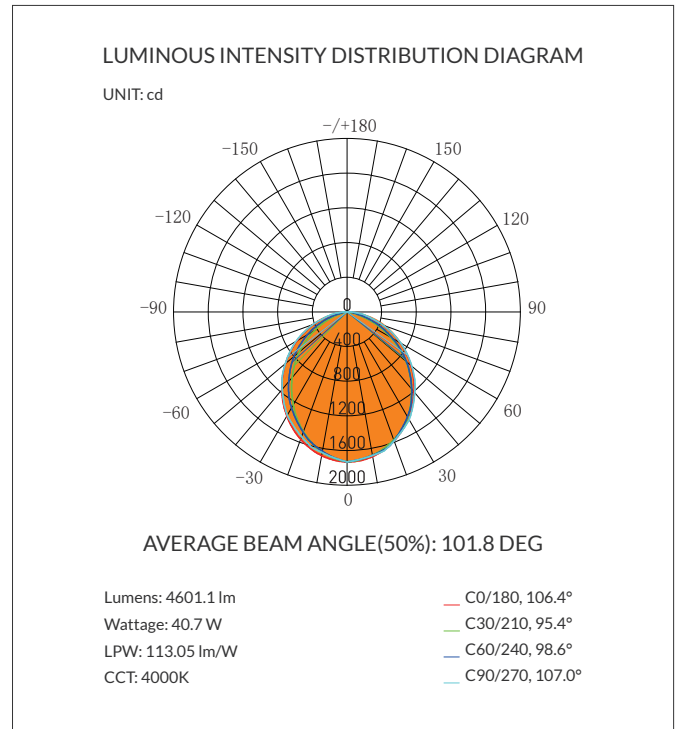 LUMINOUS INTENSITY DISTRIBUTION DIAGRAM
UNIT: cd
−/+180
−150
150
−120
120
−90
0
90
400
800
−60
60
1200
1600
−30
2000
30
0
AVERAGE BEAM ANGLE(50%): 101.8 DEG
Lumens: 4601.1 lm
Wattage: 40.7 W
LPW: 113.05 lm/W
CCT: 4000K
C0/180, 106.4°
C30/210, 95.4°
C60/240, 98.6°
C90/270, 107.0°